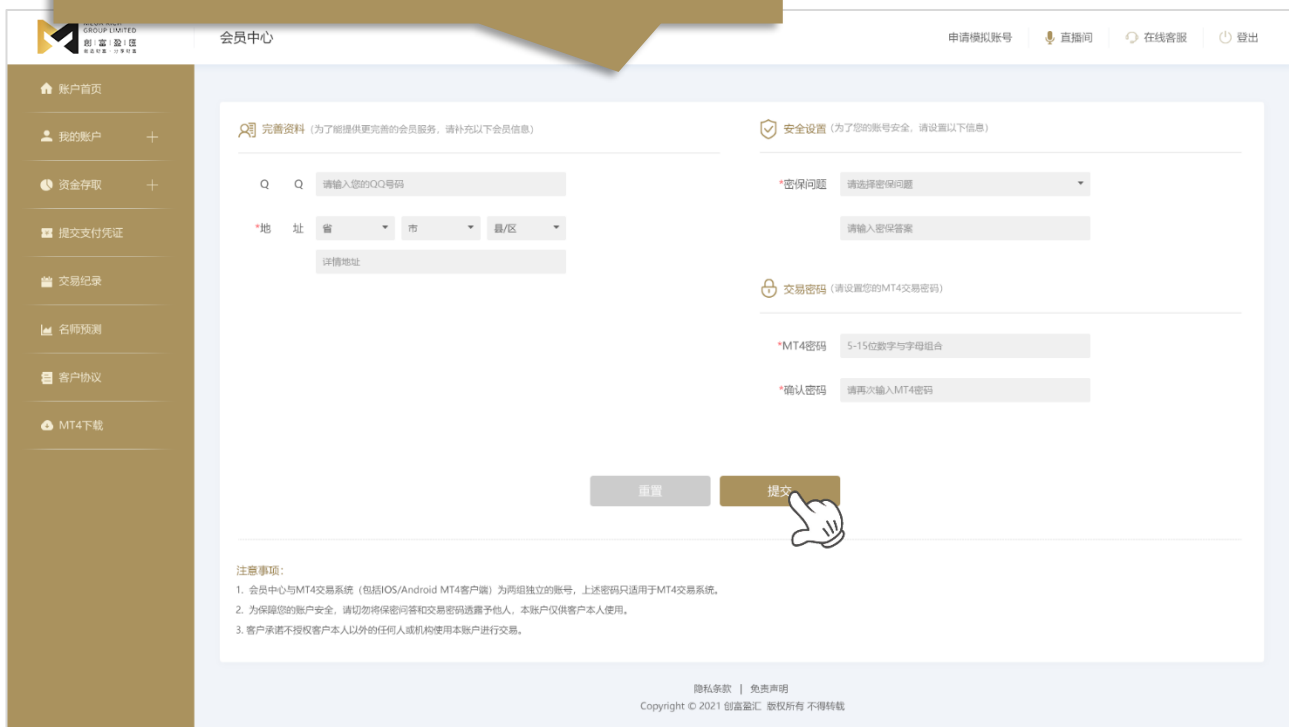 GROUP LIMITED
创富盈匯
会员中心
申请模拟账号
直播间
在线客服
登出
账户首页
我的账户
资金存取
提交支付凭证
交易纪录
名师预测
客户协议
MT4下载
完善资料 (为了能提供更完善的会员服务, 请补充以下会员信息)
Q Q 请输入您的QQ号码
*地 址 省 市 县/区
详情地址
安全设置 (为了您的账号安全, 请设置以下信息)
*密保问题 请选择密保问题
请输入密保答案
交易密码 (请设置您的MT4交易密码)
*MT4密码 5-15位数字与字母组合
*确认密码 请再次输入MT4密码
重置
提交
注意事项:
1. 会员中心与MT4交易系统（包括IOS/Android MT4客户端）为两组独立的账号，上述密码只适用于MT4交易系统。
2. 为保障您的账户安全，请切勿将保密问答和交易密码透露予他人，本账户仅供客户本人使用。
3. 客户承诺不授权客户本人以外的任何人或机构使用本账户进行交易。
隐私条款 | 免责声明
Copyright © 2021 创富盈汇 版权所有 不得转载